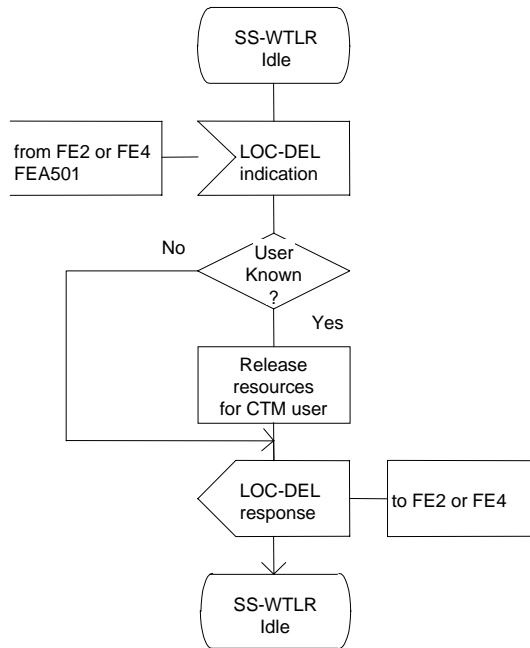 SS-WTLR
Idle
from FE2 or FE4
FEA501
LOC-DEL
indication
No
User
Known
?
Yes
Release
resources
for CTM user
LOC-DEL
response
to FE2 or FE4
SS-WTLR
Idle